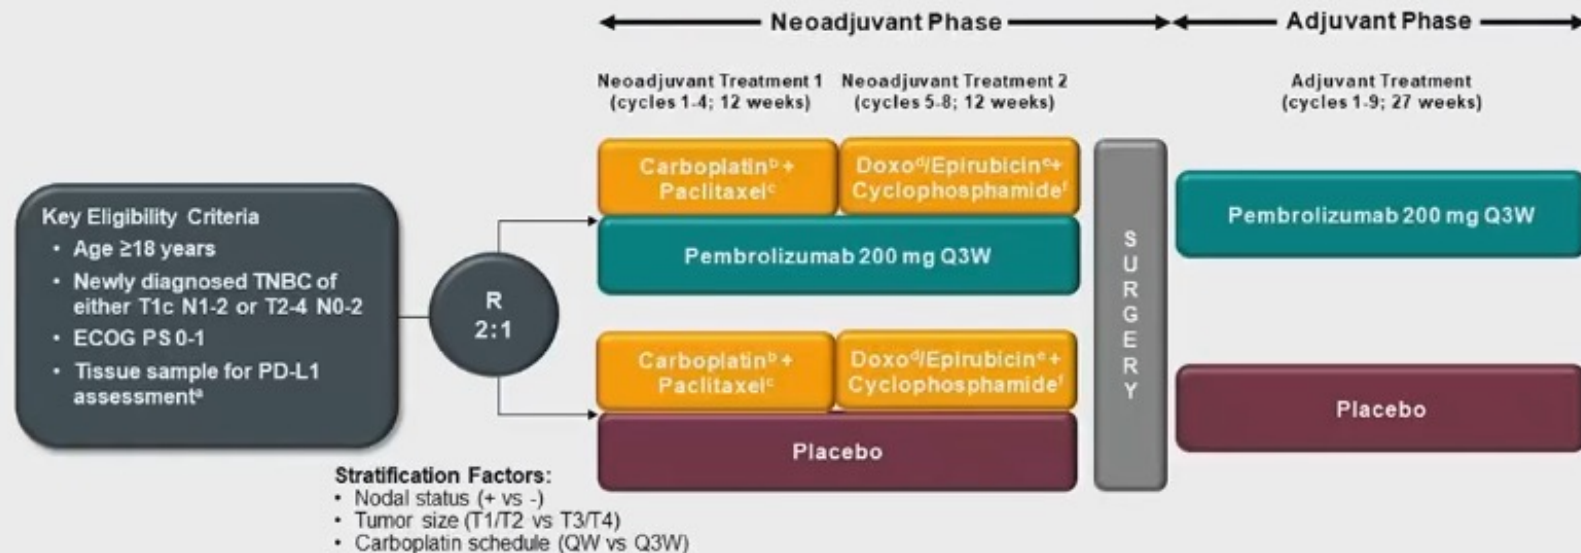 Neoadjuvant Phase
Adjuvant Phase
Neoadjuvant Treatment 1
(cycles 1-4; 12 weeks)
Neoadjuvant Treatment 2
(cycles 5-8; 12 weeks)
Adjuvant Treatment
(cycles 1-9; 27 weeks)
Key Eligibility Criteria
• Age ≥18 years
• Newly diagnosed TNBC of
either T1c N1-2 or T2-4 N0-2
• ECOG PS 0-1
• Tissue sample for PD-L1
assessmentᵃ
R
2:1
Carboplatinᵇ +
Paclitaxelᶜ
Doxoᵈ/Epirubicinᵉ+
Cyclophosphamideᶠ
Pembrolizumab 200 mg Q3W
Carboplatinᵇ +
Paclitaxelᶜ
Doxoᵈ/Epirubicinᵉ+
Cyclophosphamideᶠ
Placebo
SURGERY
Pembrolizumab 200 mg Q3W
Placebo
Stratification Factors:
• Nodal status (+ vs -)
• Tumor size (T1/T2 vs T3/T4)
• Carboplatin schedule (QW vs Q3W)